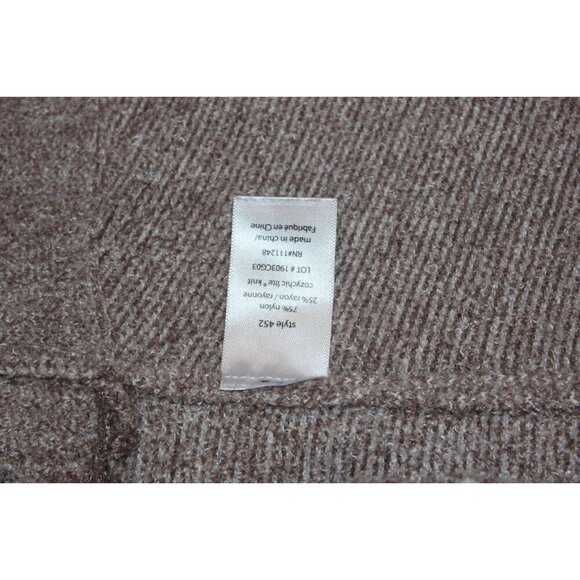 style 452
75% nylon
25% rayon / rayonne
cozychic lite® knit
LOT # 1903CG03
RN#111248
made in china/
Fabriqué en Chine